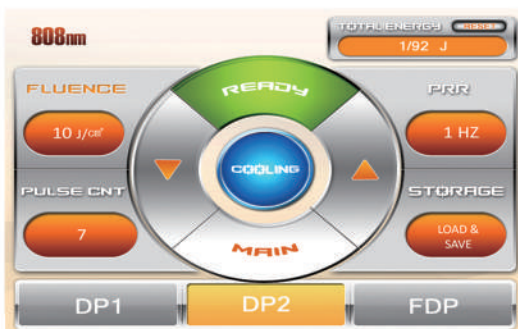 808nm
TOTAL ENERGY RESET
1/92 J
FLUENCE
10 J/cm²
READY
PRR
1 HZ
COOLING
PULSE CNT
7
STORAGE
LOAD &
SAVE
MAIN
DP1
DP2
FDP